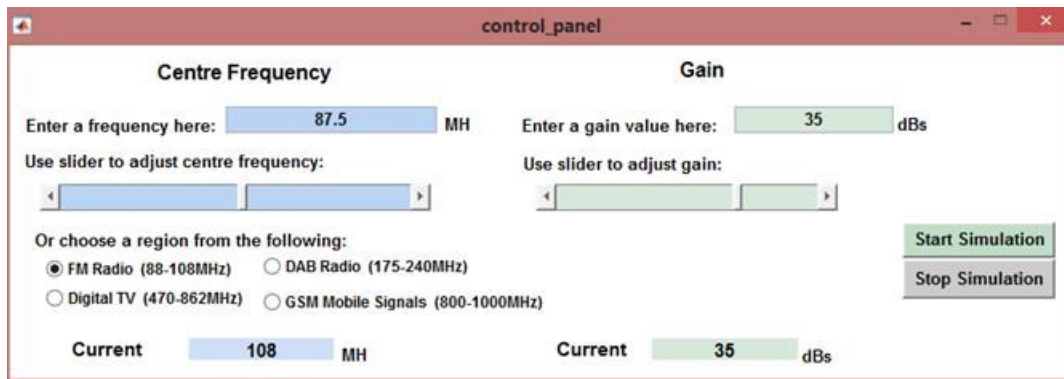 control_panel
Centre Frequency
Gain
Enter a frequency here: 87.5 MH
Enter a gain value here: 35 dBs
Use slider to adjust centre frequency:
Use slider to adjust gain:
Or choose a region from the following:
FM Radio (88-108MHz)
DAB Radio (175-240MHz)
Digital TV (470-862MHz)
GSM Mobile Signals (800-1000MHz)
Start Simulation
Stop Simulation
Current 108 MH
Current 35 dBs